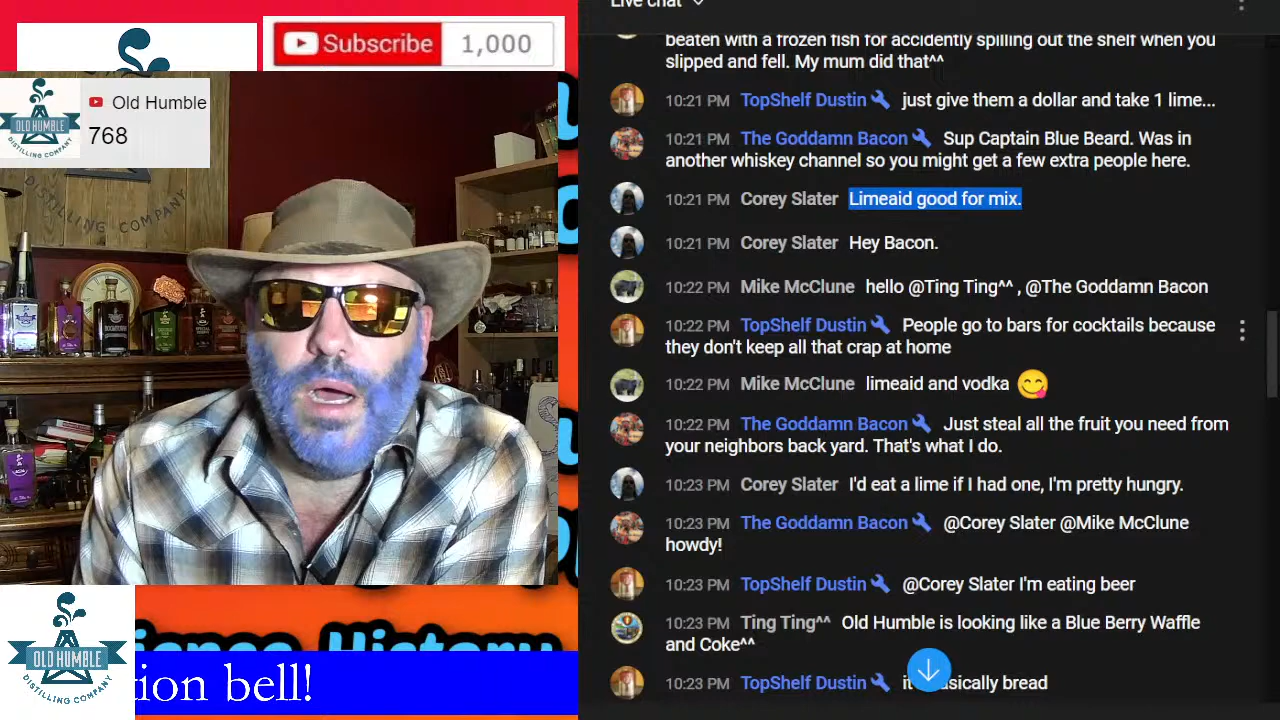 Subscribe 1,000
Old Humble
768
OLD HUMBLE
DISTILLING COMPANY
DISTILLING COMPANY
OLD HUMBLE
DISTILLING COMPANY
ience History
tion bell!
Live chat
beaten with a frozen fish for accidently spilling out the shelf when you
slipped and fell. My mum did that^^
10:21 PM TopShelf Dustin just give them a dollar and take 1 lime...
10:21 PM The Goddamn Bacon Sup Captain Blue Beard. Was in
another whiskey channel so you might get a few extra people here.
10:21 PM Corey Slater Limeaid good for mix.
10:21 PM Corey Slater Hey Bacon.
10:22 PM Mike McClune hello @Ting Ting^^ , @The Goddamn Bacon
10:22 PM TopShelf Dustin People go to bars for cocktails because
they don't keep all that crap at home
10:22 PM Mike McClune limeaid and vodka 😋
10:22 PM The Goddamn Bacon Just steal all the fruit you need from
your neighbors back yard. That's what I do.
10:23 PM Corey Slater I'd eat a lime if I had one, I'm pretty hungry.
10:23 PM The Goddamn Bacon @Corey Slater @Mike McClune
howdy!
10:23 PM TopShelf Dustin @Corey Slater I'm eating beer
10:23 PM Ting Ting^^ Old Humble is looking like a Blue Berry Waffle
and Coke^^
10:23 PM TopShelf Dustin it asically bread